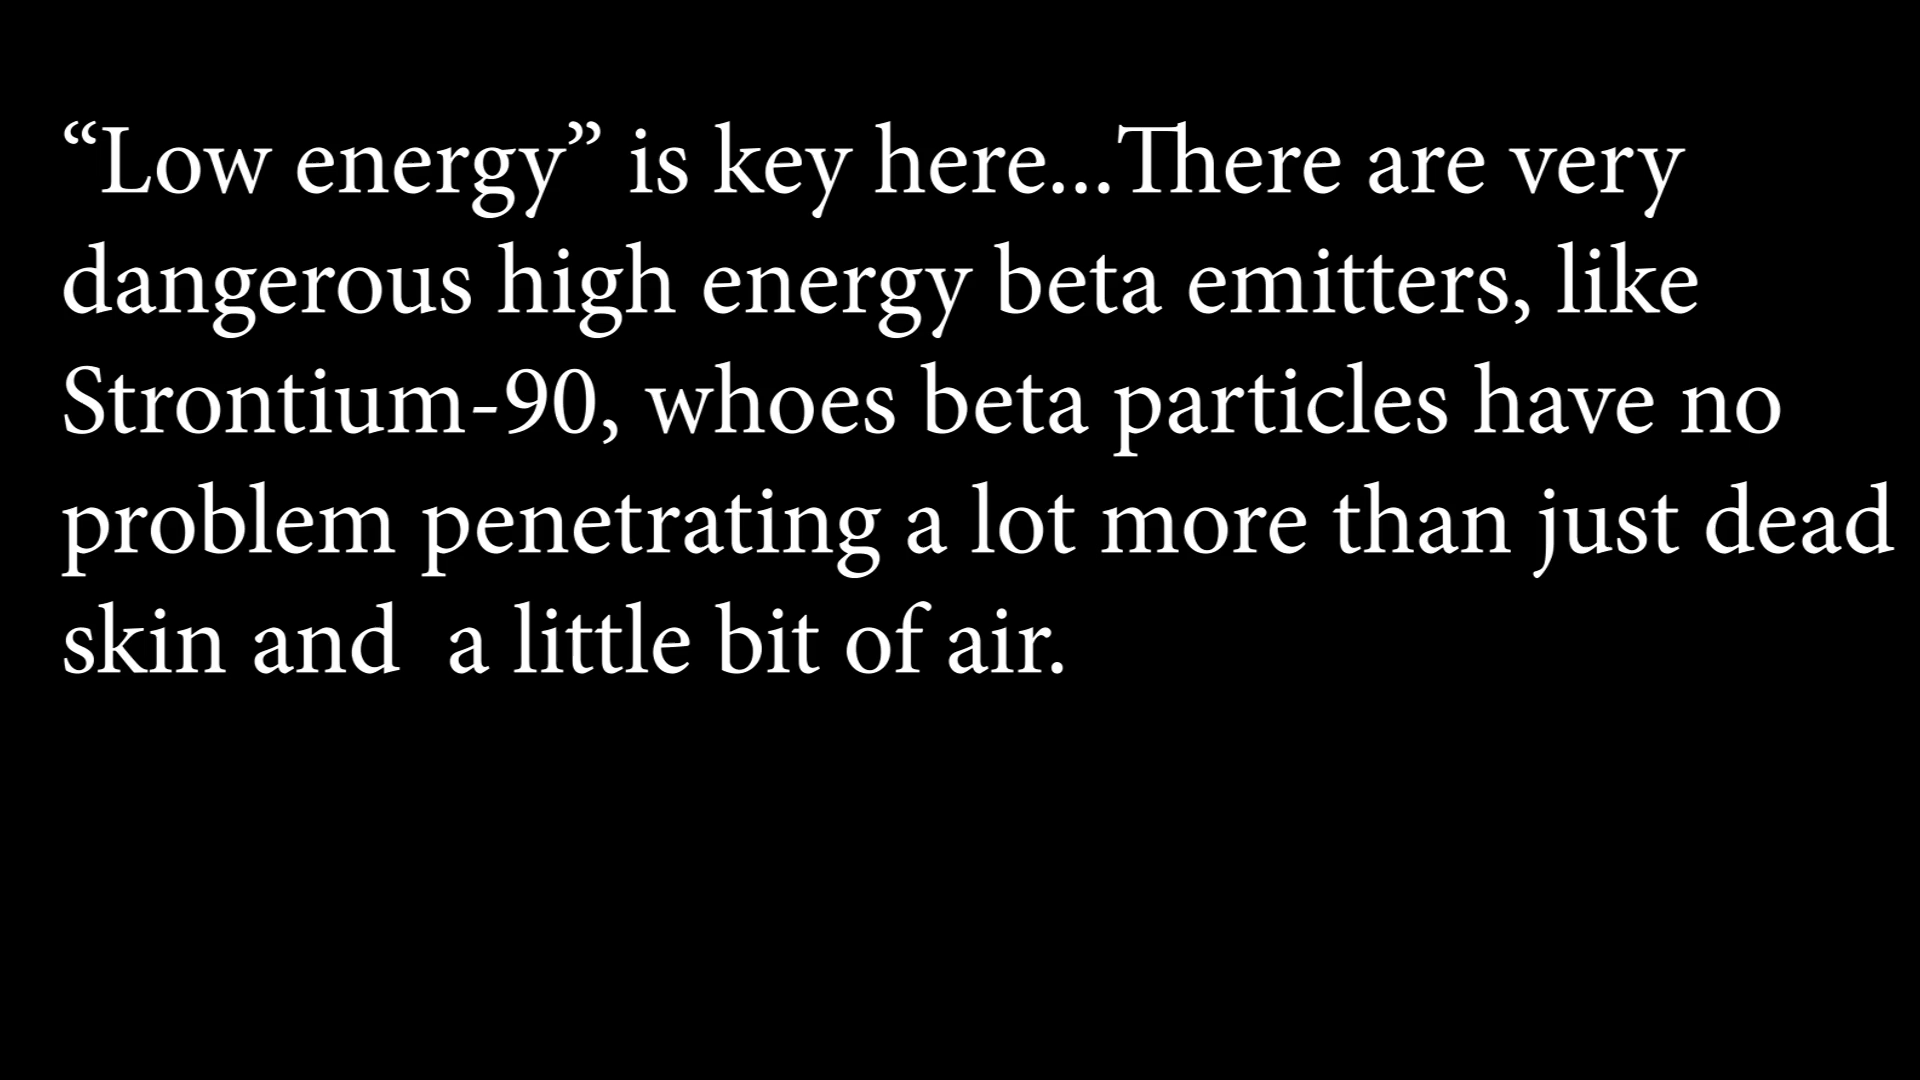 “Low energy” is key here...There are very
dangerous high energy beta emitters, like
Strontium-90, whoes beta particles have no
problem penetrating a lot more than just dead
skin and  a little bit of air.